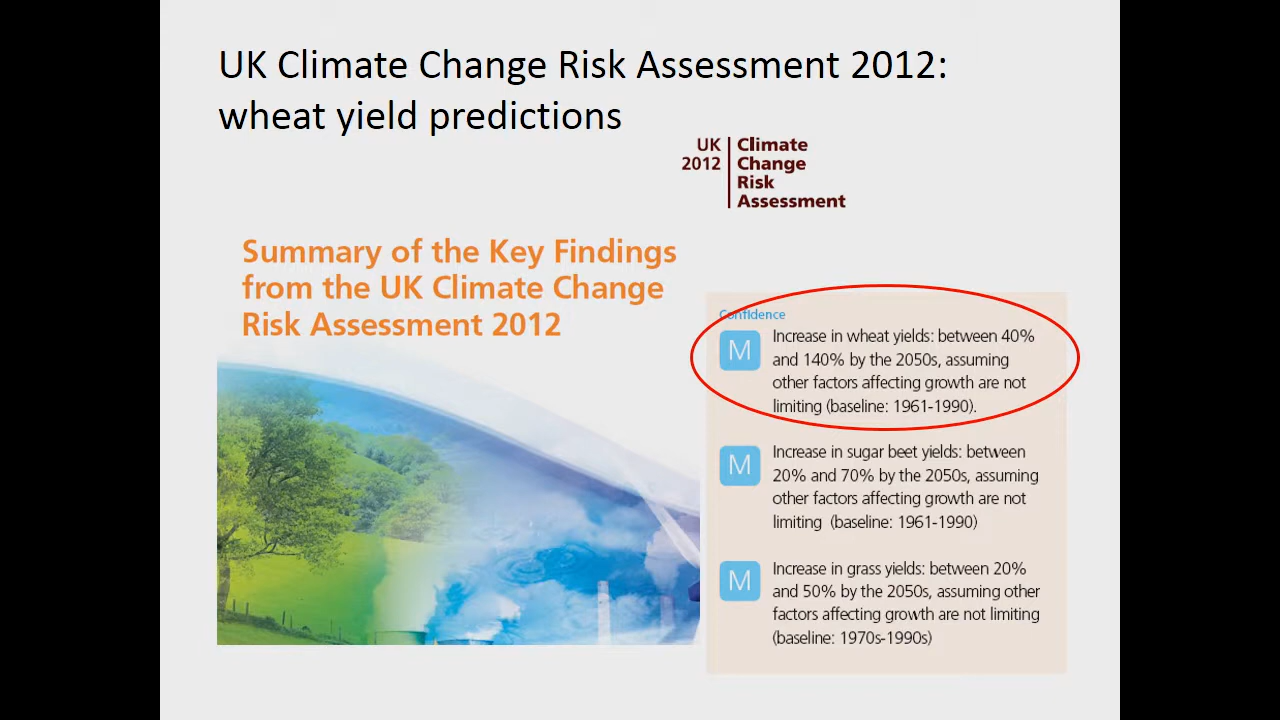 UK Climate Change Risk Assessment 2012:
wheat yield predictions
UK
2012
Climate
Change
Risk
Assessment
Summary of the Key Findings
from the UK Climate Change
Risk Assessment 2012
Confidence
M
Increase in wheat yields: between 40%
and 140% by the 2050s, assuming
other factors affecting growth are not
limiting (baseline: 1961-1990).
M
Increase in sugar beet yields: between
20% and 70% by the 2050s, assuming
other factors affecting growth are not
limiting (baseline: 1961-1990)
M
Increase in grass yields: between 20%
and 50% by the 2050s, assuming other
factors affecting growth are not limiting
(baseline: 1970s-1990s)